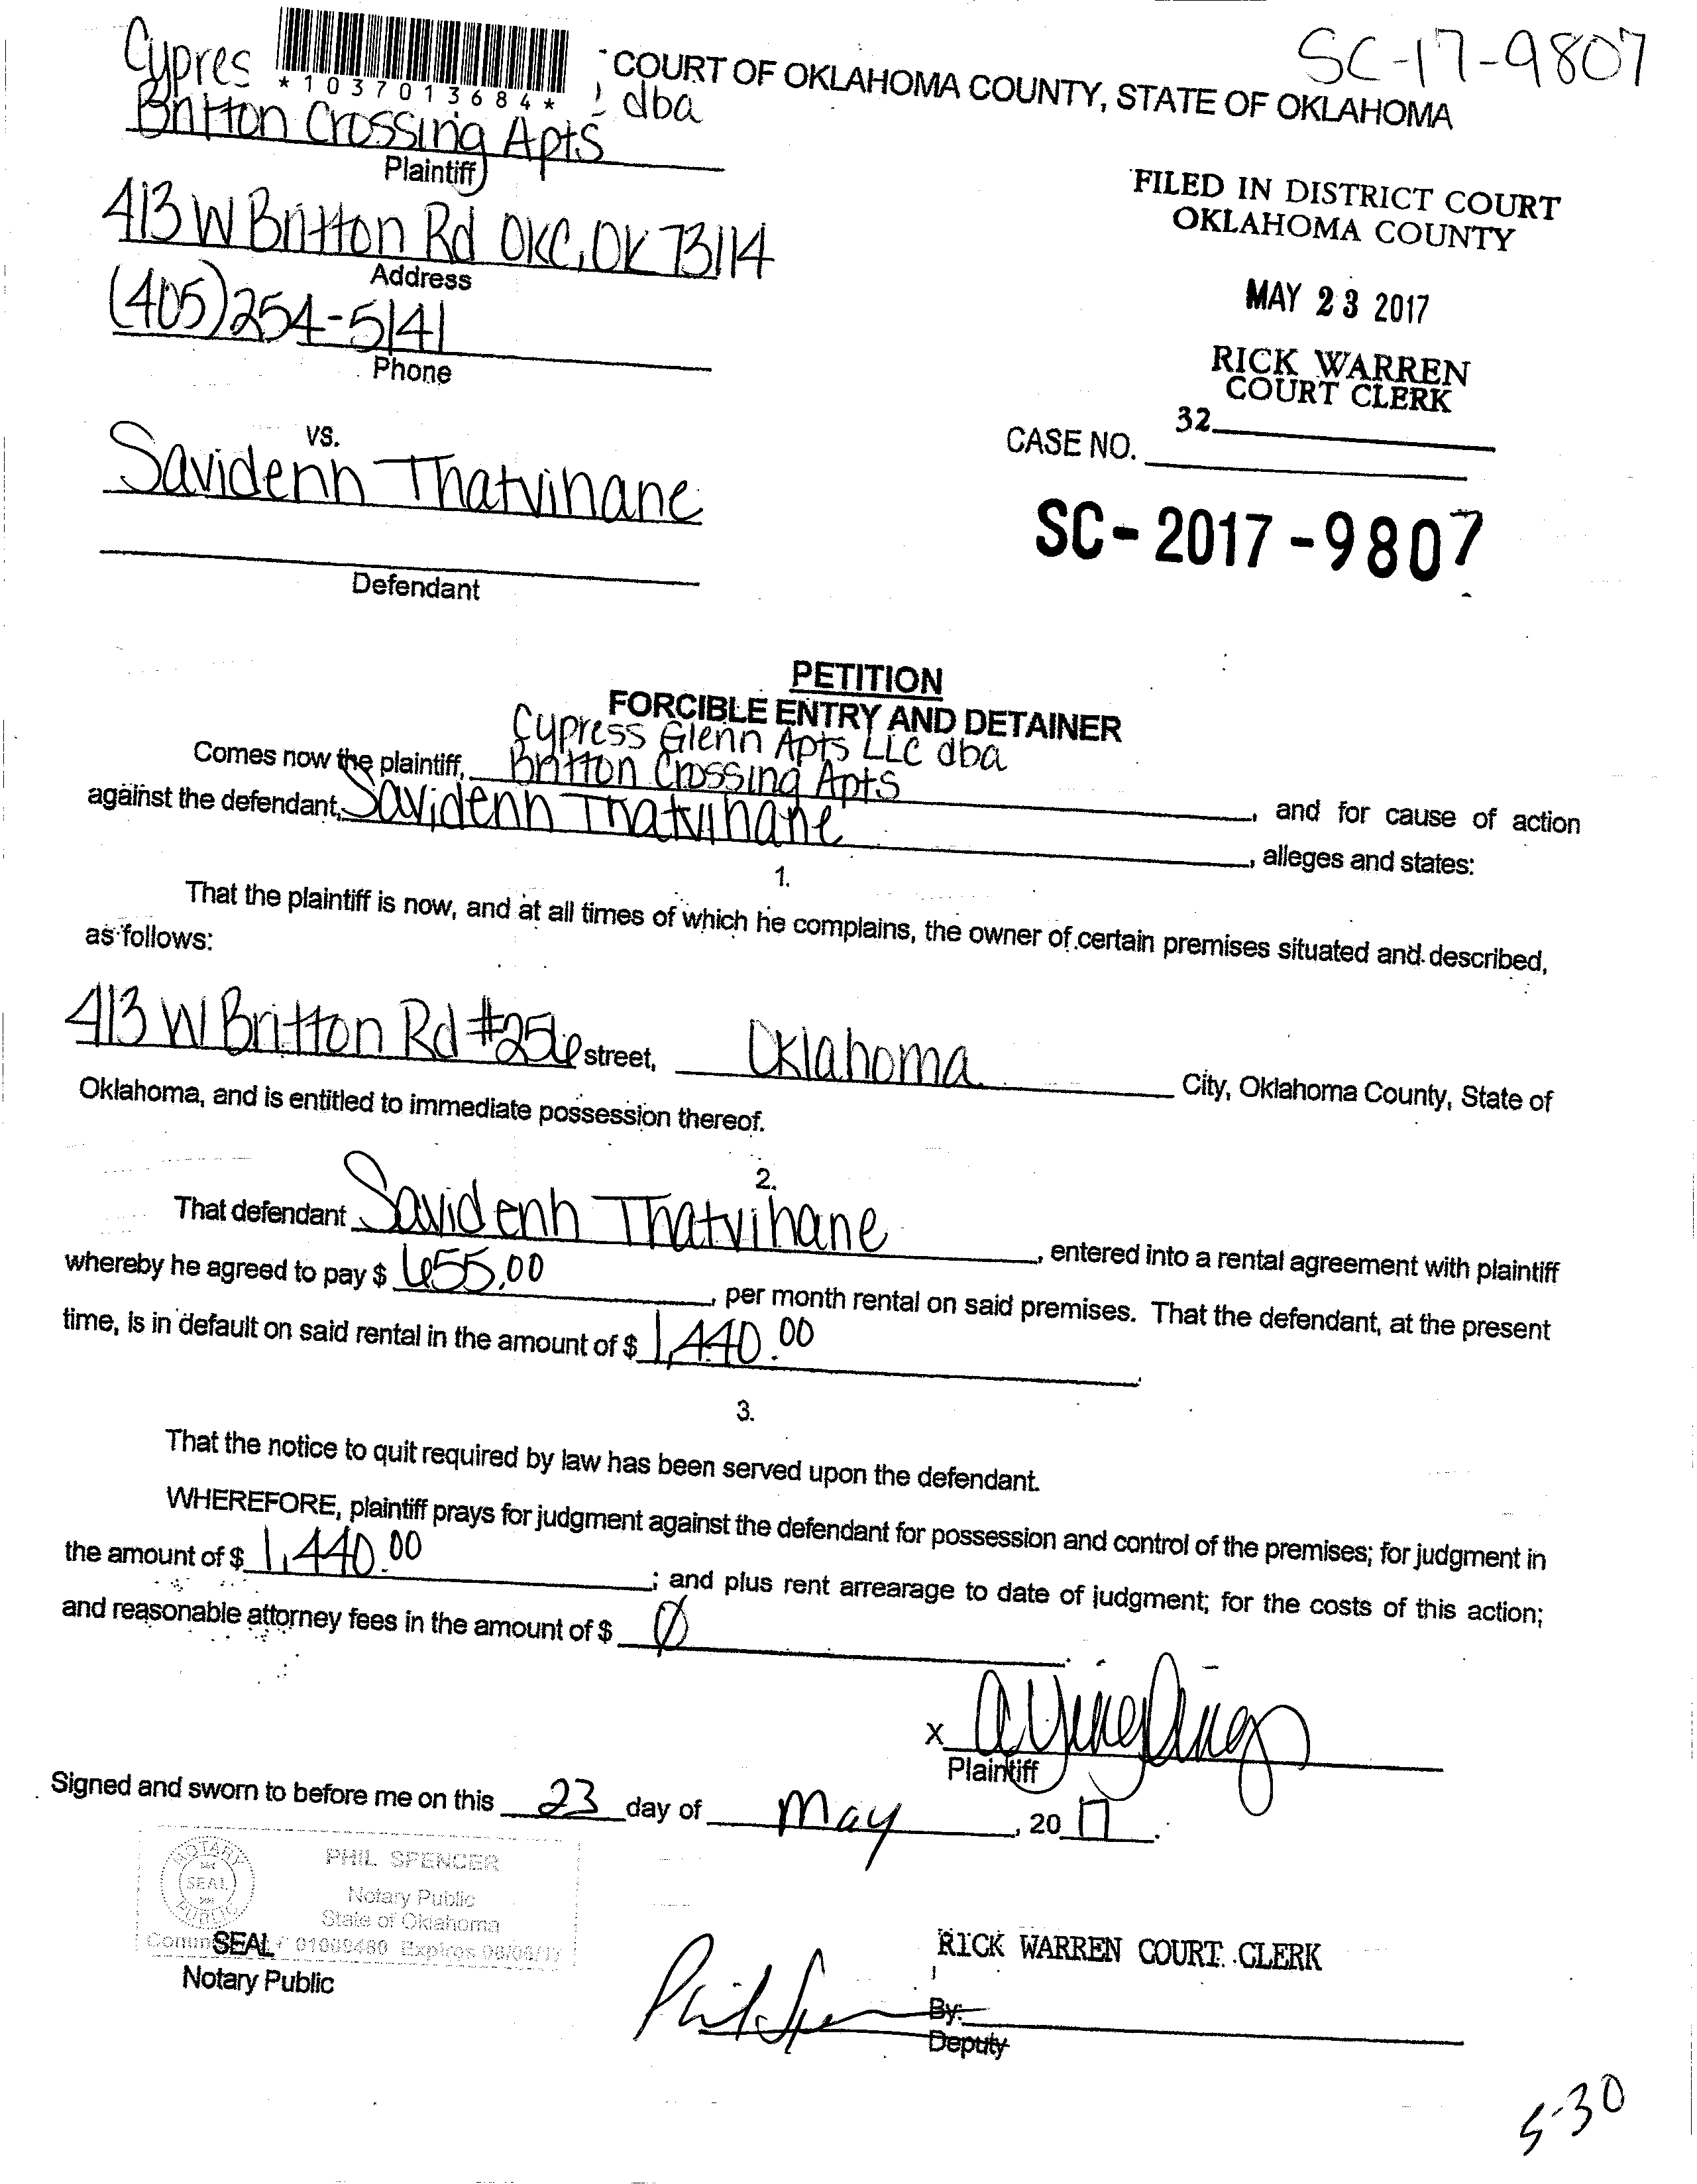 SC-17-9807
Cypres
*1037013684*
COURT OF OKLAHOMA COUNTY, STATE OF OKLAHOMA
dba
Britton Crossing Apts
Plaintiff
413 W Britton Rd OKC, OK 73114
Address
(405)254-5141
Phone
FILED IN DISTRICT COURT
OKLAHOMA COUNTY
MAY 23 2017
RICK WARREN
COURT CLERK
32
CASE NO.
vs.
Savidenh Thatvihane
Defendant
SC-2017-9807
PETITION
FORCIBLE ENTRY AND DETAINER
Cypress Glenn Apts LLC dba
Comes now the plaintiff, Britton Crossing Apts, and for cause of action
against the defendant, Savidenh Thatvihane, alleges and states:
1.
That the plaintiff is now, and at all times of which he complains, the owner of certain premises situated and described,
as follows:
413 W Britton Rd #256 street, Oklahoma City, Oklahoma County, State of
Oklahoma, and is entitled to immediate possession thereof.
2.
That defendant Savidenh Thatvihane, entered into a rental agreement with plaintiff
whereby he agreed to pay $ 655.00, per month rental on said premises. That the defendant, at the present
time, is in default on said rental in the amount of $ 1,440.00.
3.
That the notice to quit required by law has been served upon the defendant.
WHEREFORE, plaintiff prays for judgment against the defendant for possession and control of the premises; for judgment in
the amount of $ 1,440.00; and plus rent arrearage to date of judgment; for the costs of this action;
and reasonable attorney fees in the amount of $ Ø.
X
Plaintiff
Signed and sworn to before me on this 23 day of May, 20 17.
NOTARY PUBLIC SEAL
PHIL SPENCER
Notary Public
State of Oklahoma
SEAL 01009480 Expires
Notary Public
RICK WARREN COURT CLERK
Phil Spencer
By:
Deputy
5-30